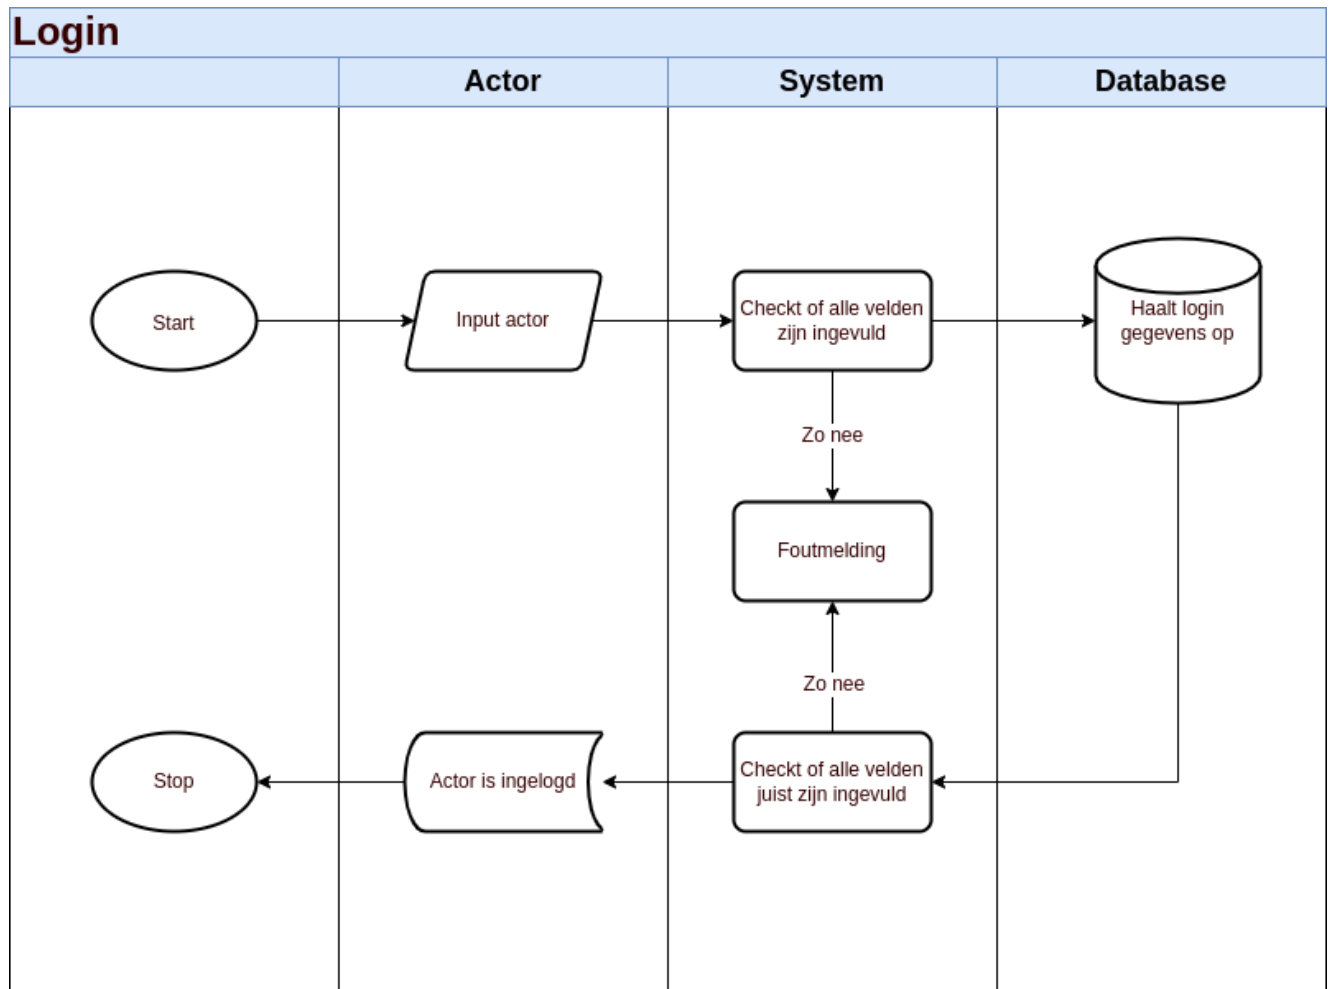 Login
Actor
System
Database
Start
Input actor
Checkt of alle velden
zijn ingevuld
Haalt login
gegevens op
Zo nee
Foutmelding
Zo nee
Stop
Actor is ingelogd
Checkt of alle velden
juist zijn ingevuld